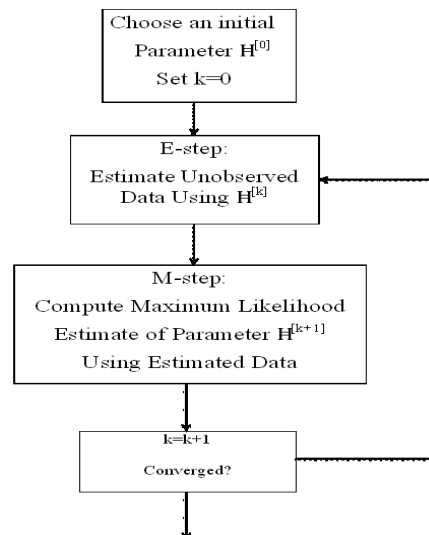 Choose an initial
Parameter H^[0]
Set k=0
E-step:
Estimate Unobserved
Data Using H^[k]
M-step:
Compute Maximum Likelihood
Estimate of Parameter H^[k+1]
Using Estimated Data
k=k+1
Converged?